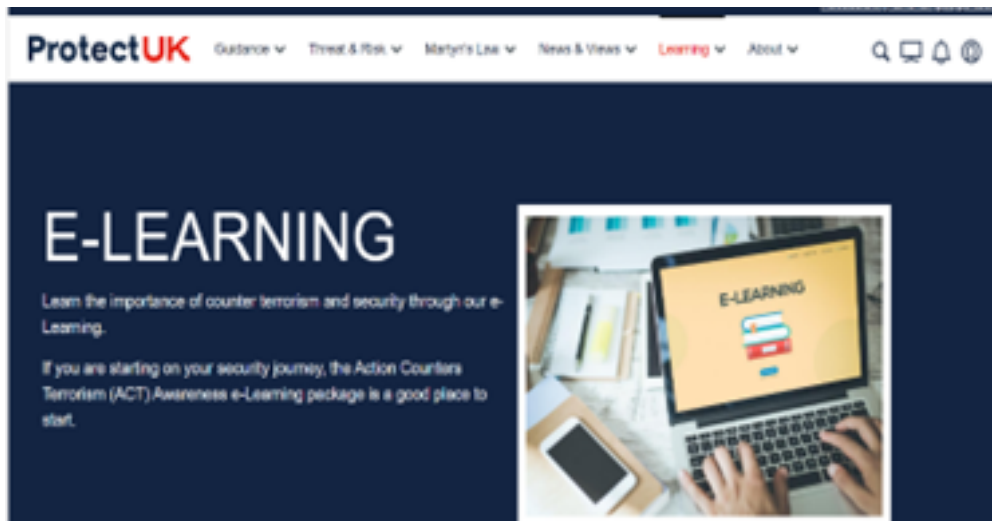 ProtectUK Guidance Threat & Risk Martyn's Law News & Views Learning About
E-LEARNING
Learn the importance of counter terrorism and security through our e-
Learning.
If you are starting on your security journey, the Action Counters
Terrorism (ACT) Awareness e-Learning package is a good place to
start.
E-LEARNING